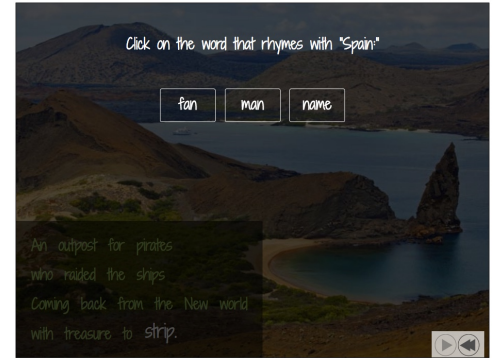 Click on the word that rhymes with "Spain:"
fan man name
An outpost for pirates
who raided the ships
Coming back from the New world
with treasure to strip.